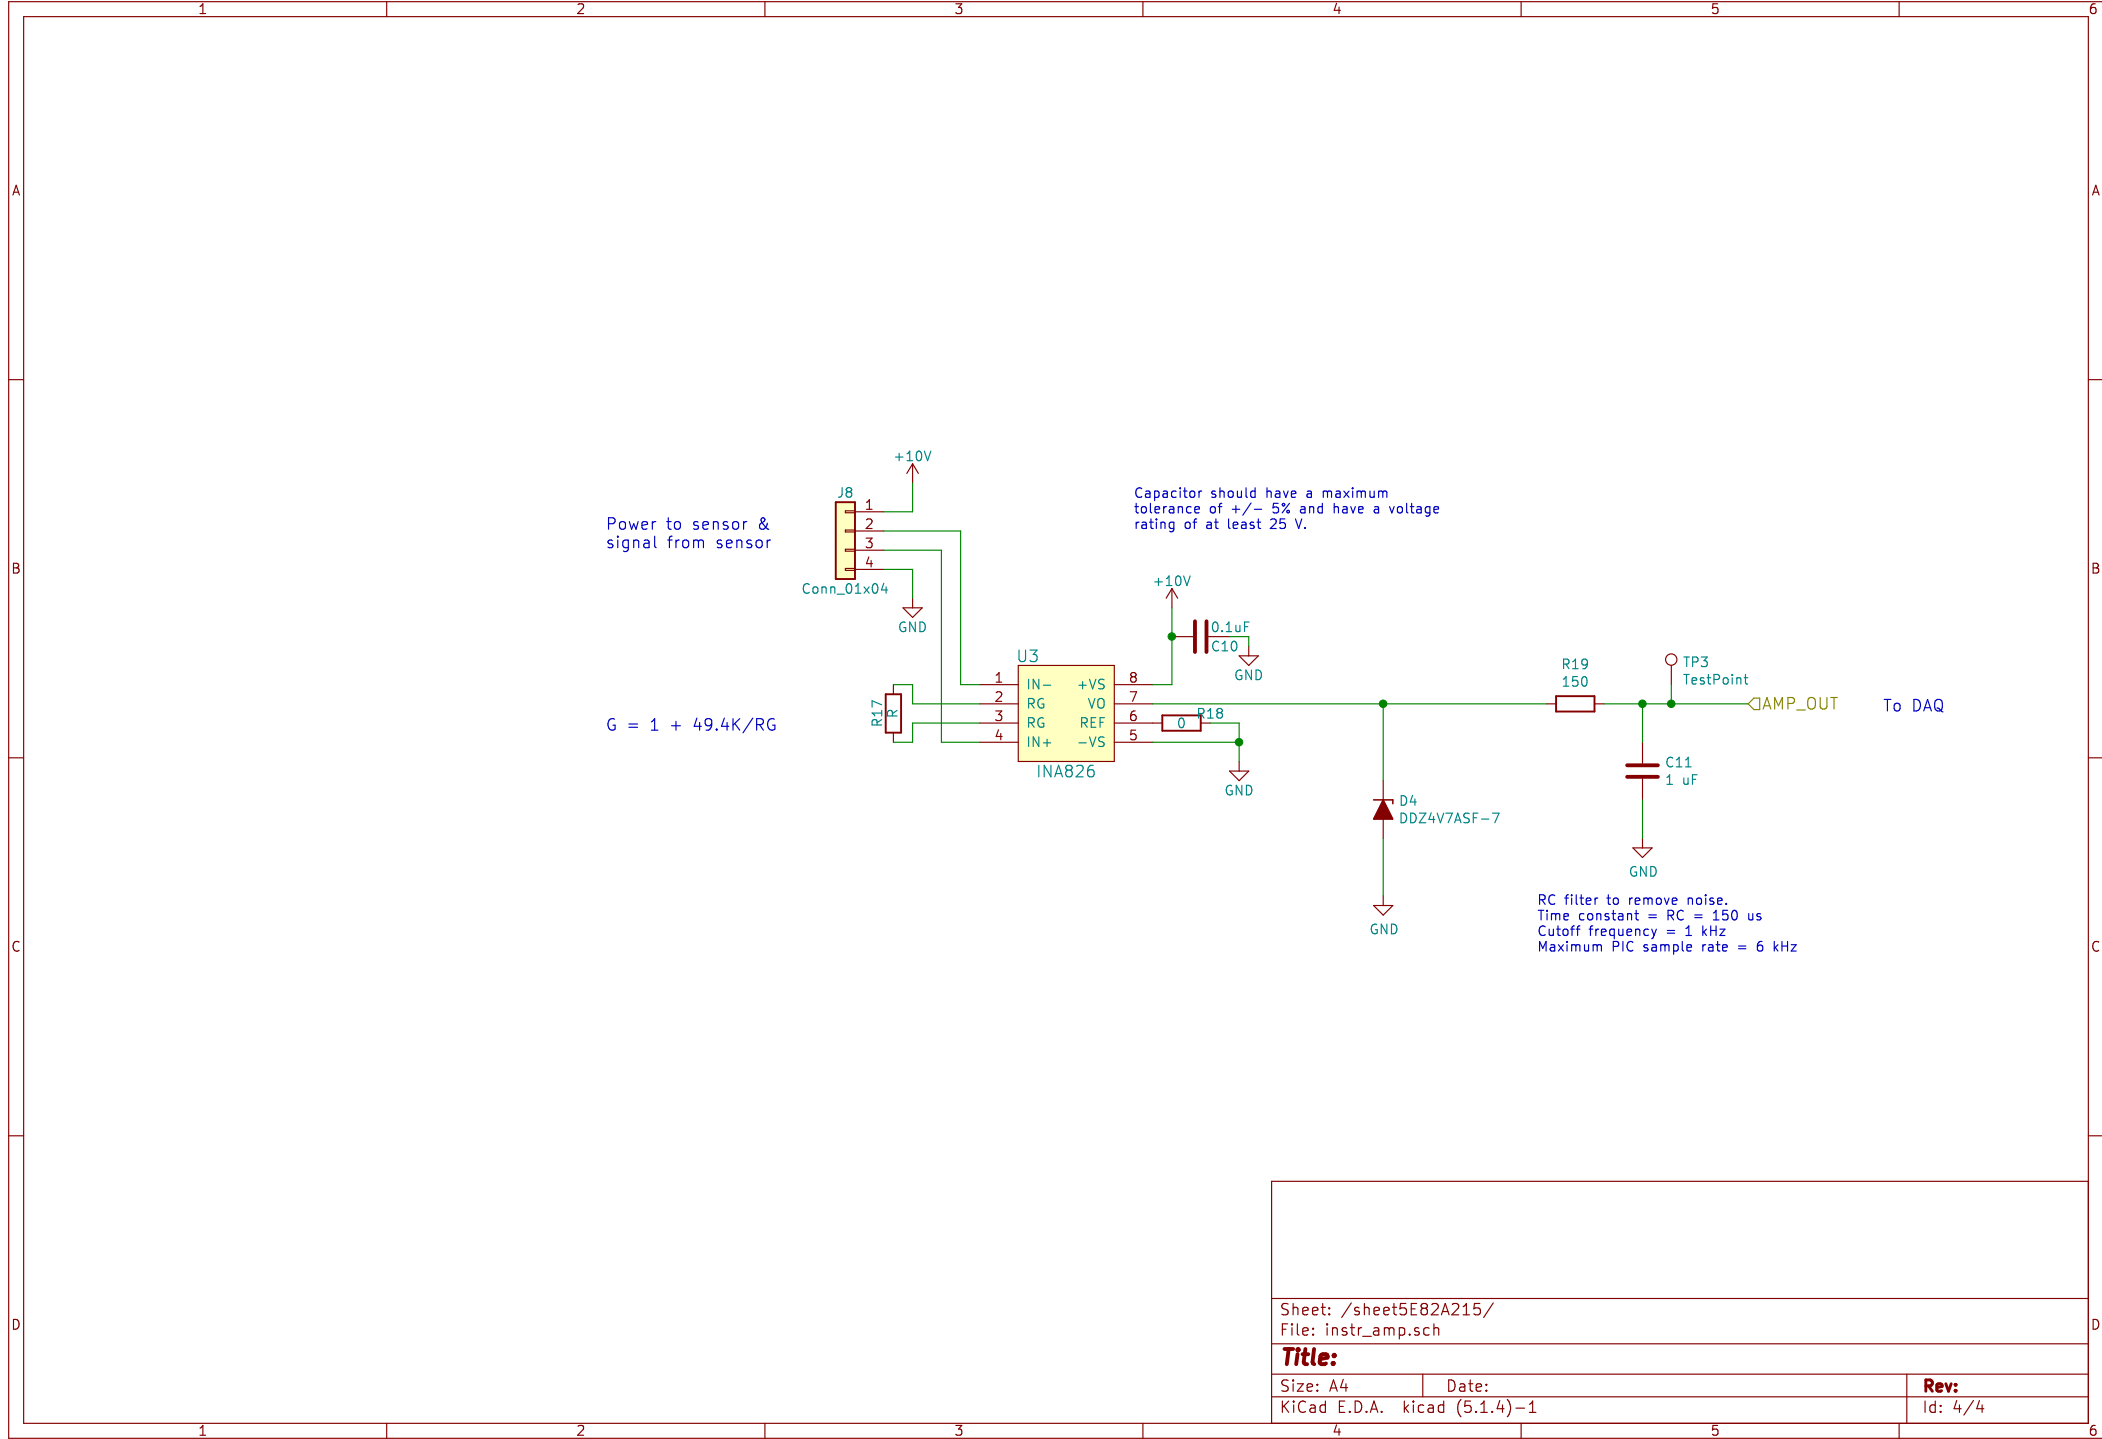 1 2 3 4 5 6
A A
B B
C C
D D
+10V
J8
1
2
3
4
Conn_01x04
GND
Power to sensor &
signal from sensor
Capacitor should have a maximum
tolerance of +/- 5% and have a voltage
rating of at least 25 V.
+10V
0.1uF
C10
GND
U3
1 IN- +VS 8
2 RG VO 7
3 RG REF 6
4 IN+ -VS 5
INA826
R17
R
G = 1 + 49.4K/RG
R18
0
GND
R19
150
TP3
TestPoint
AMP_OUT
To DAQ
D4
DDZ4V7ASF-7
GND
C11
1 uF
GND
RC filter to remove noise.
Time constant = RC = 150 us
Cutoff frequency = 1 kHz
Maximum PIC sample rate = 6 kHz
Sheet: /sheet5E82A215/
File: instr_amp.sch
Title:
Size: A4 Date: Rev:
KiCad E.D.A. kicad (5.1.4)-1 Id: 4/4
1 2 3 4 5 6